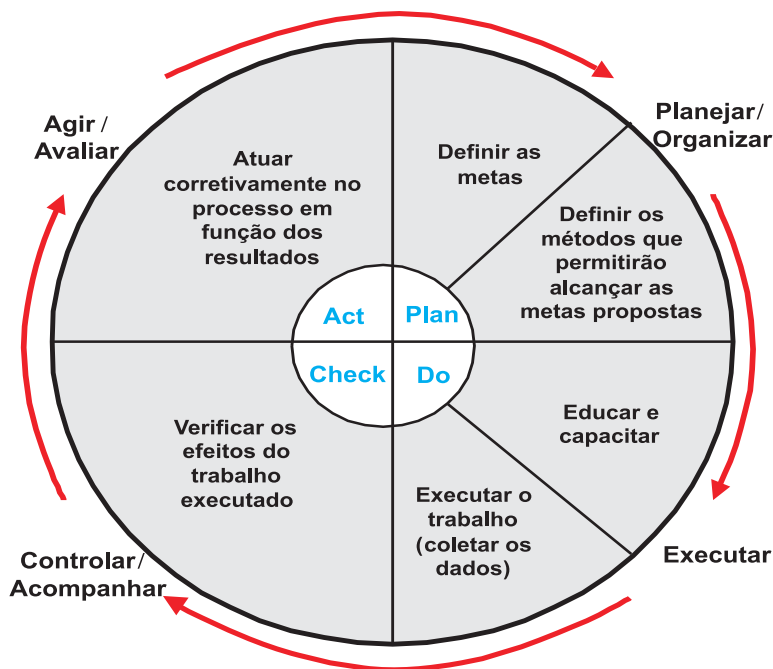 Agir /
Avaliar
Planejar/
Organizar
Atuar
corretivamente no
processo em
função dos
resultados
Definir as
metas
Definir os
métodos que
permitirão
alcançar as
metas propostas
Act
Plan
Check
Do
Educar e
capacitar
Verificar os
efeitos do
trabalho
executado
Executar o
trabalho
(coletar os
dados)
Controlar/
Acompanhar
Executar